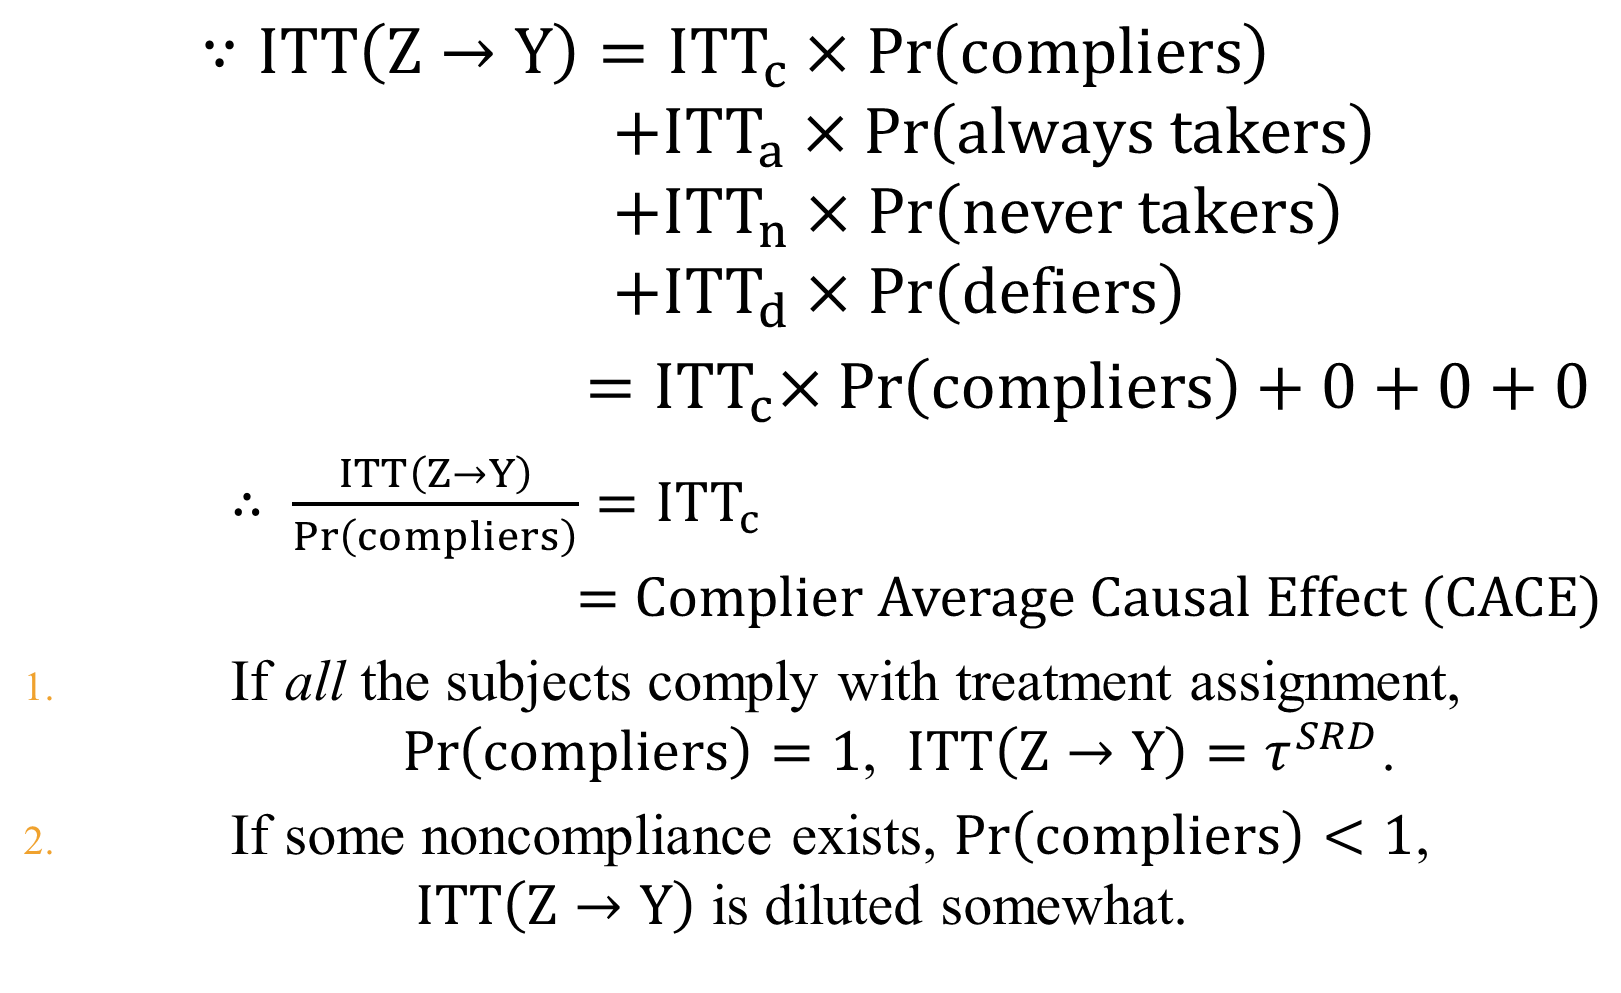 ∵ ITT(Z → Y) = ITT_c × Pr(compliers)
+ITT_a × Pr(always takers)
+ITT_n × Pr(never takers)
+ITT_d × Pr(defiers)
= ITT_c× Pr(compliers) + 0 + 0 + 0
∴ ITT(Z→Y)/Pr(compliers) = ITT_c
= Complier Average Causal Effect (CACE)
1. If all the subjects comply with treatment assignment,
Pr(compliers) = 1, ITT(Z → Y) = τ^SRD.
2. If some noncompliance exists, Pr(compliers) < 1,
ITT(Z → Y) is diluted somewhat.